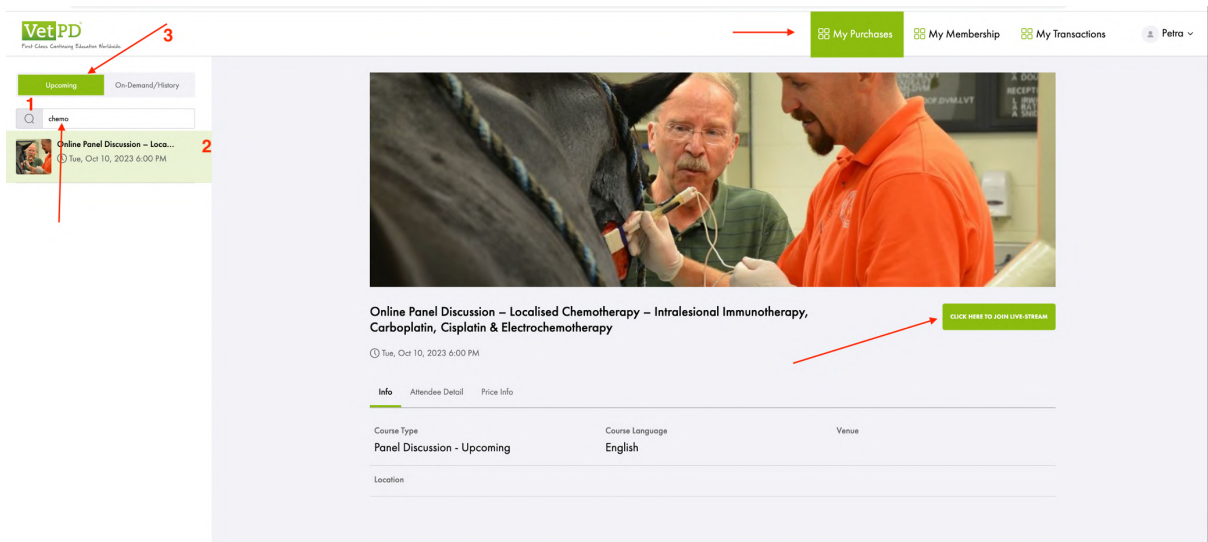 VetPD
First Class Continuing Education Worldwide
3
My Purchases
My Membership
My Transactions
Petra
Upcoming
On-Demand/History
1
chemo
Online Panel Discussion – Loca...
Tue, Oct 10, 2023 6:00 PM
2
Online Panel Discussion – Localised Chemotherapy – Intralesional Immunotherapy,
Carboplatin, Cisplatin & Electrochemotherapy
CLICK HERE TO JOIN LIVE-STREAM
Tue, Oct 10, 2023 6:00 PM
Info
Attendee Detail
Price Info
Course Type
Course Language
Venue
Panel Discussion - Upcoming
English
Location